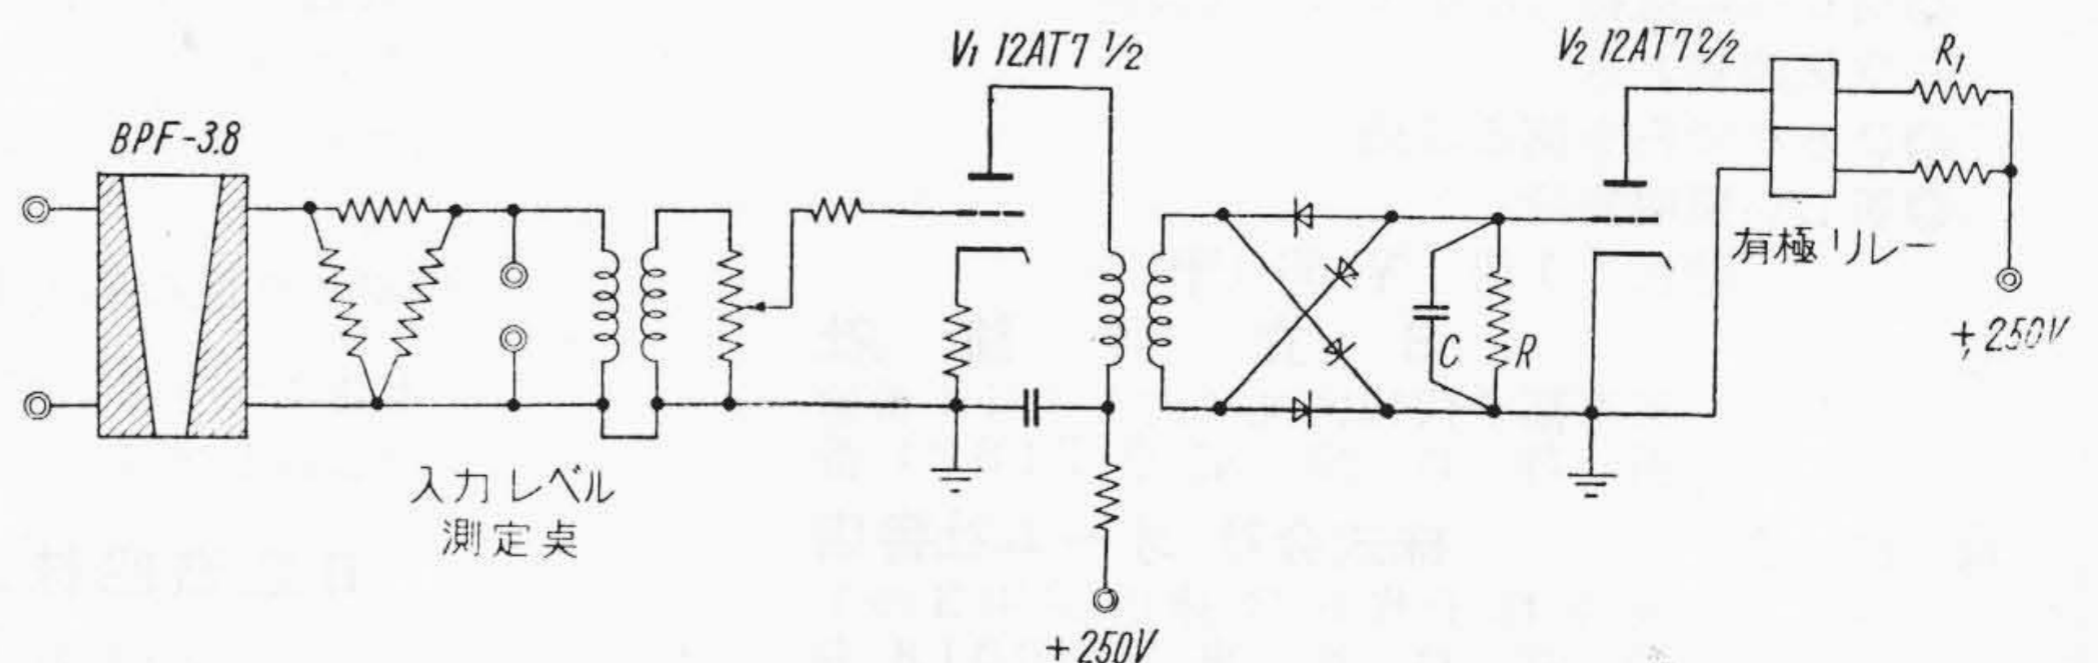 BPF-3.8
V1 12AT7 1/2
V2 12AT7 2/2
R1
有極リレー
+250V
C
R
入力レベル
測定点
+250V